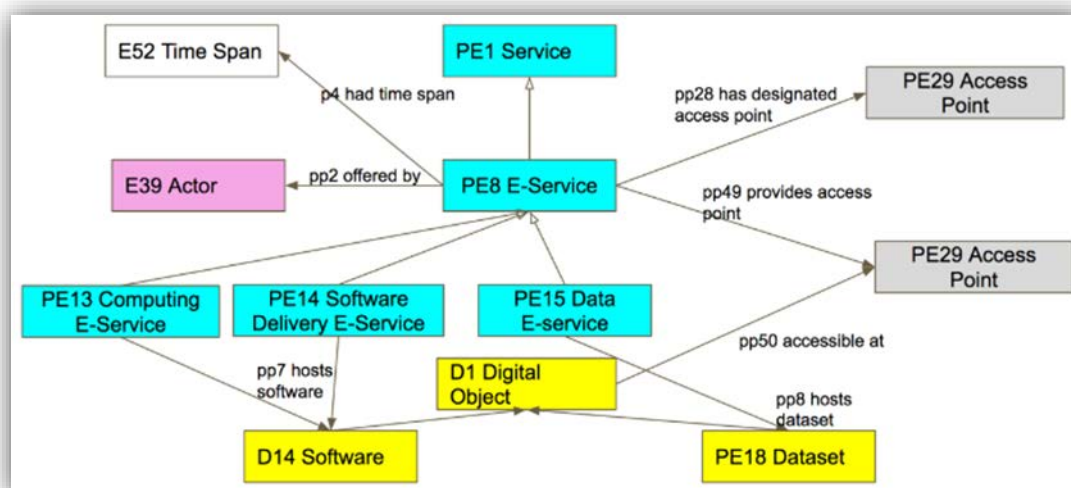 E52 Time Span
PE1 Service
PE29 Access
Point
p4 had time span
pp28 has designated
access point
E39 Actor
pp2 offered by
PE8 E-Service
pp49 provides access
point
PE29 Access
Point
PE13 Computing
E-Service
PE14 Software
Delivery E-Service
PE15 Data
E-service
pp50 accessible at
pp7 hosts
software
D1 Digital
Object
pp8 hosts
dataset
D14 Software
PE18 Dataset